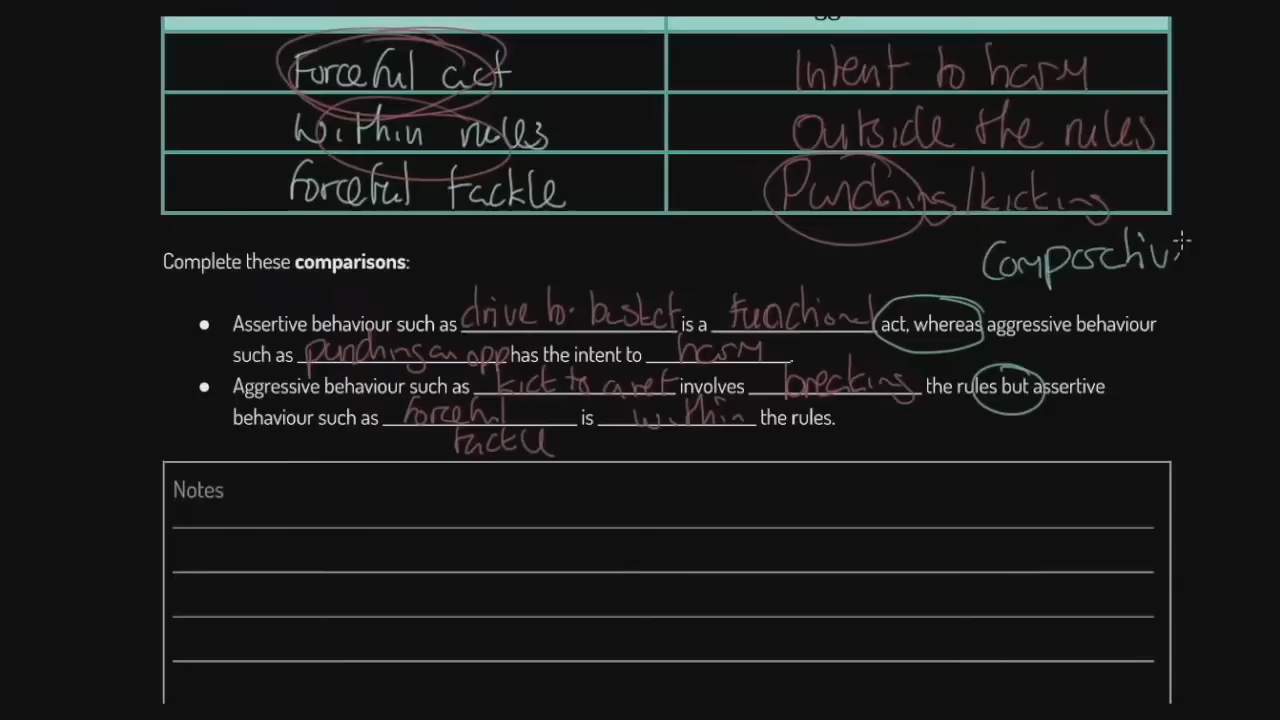 Forceful act Intent to harm
Within rules Outside the rules
Forceful tackle Punching/kicking
Comparativ
Complete these comparisons:
● Assertive behaviour such as drive to basket is a functional act, whereas aggressive behaviour
such as punching an opp has the intent to harm.
● Aggressive behaviour such as kick to a ref involves breaking the rules but assertive
behaviour such as forceful is within the rules.
tackle
Notes